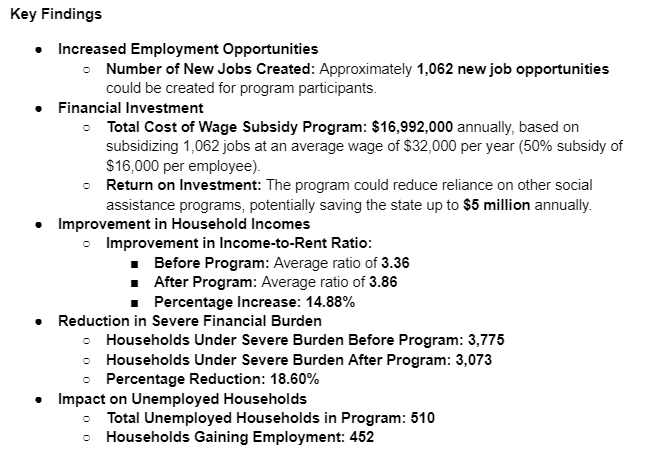 Key Findings
● Increased Employment Opportunities
○ Number of New Jobs Created: Approximately 1,062 new job opportunities
could be created for program participants.
● Financial Investment
○ Total Cost of Wage Subsidy Program: $16,992,000 annually, based on
subsidizing 1,062 jobs at an average wage of $32,000 per year (50% subsidy of
$16,000 per employee).
○ Return on Investment: The program could reduce reliance on other social
assistance programs, potentially saving the state up to $5 million annually.
● Improvement in Household Incomes
○ Improvement in Income-to-Rent Ratio:
■ Before Program: Average ratio of 3.36
■ After Program: Average ratio of 3.86
■ Percentage Increase: 14.88%
● Reduction in Severe Financial Burden
○ Households Under Severe Burden Before Program: 3,775
○ Households Under Severe Burden After Program: 3,073
○ Percentage Reduction: 18.60%
● Impact on Unemployed Households
○ Total Unemployed Households in Program: 510
○ Households Gaining Employment: 452